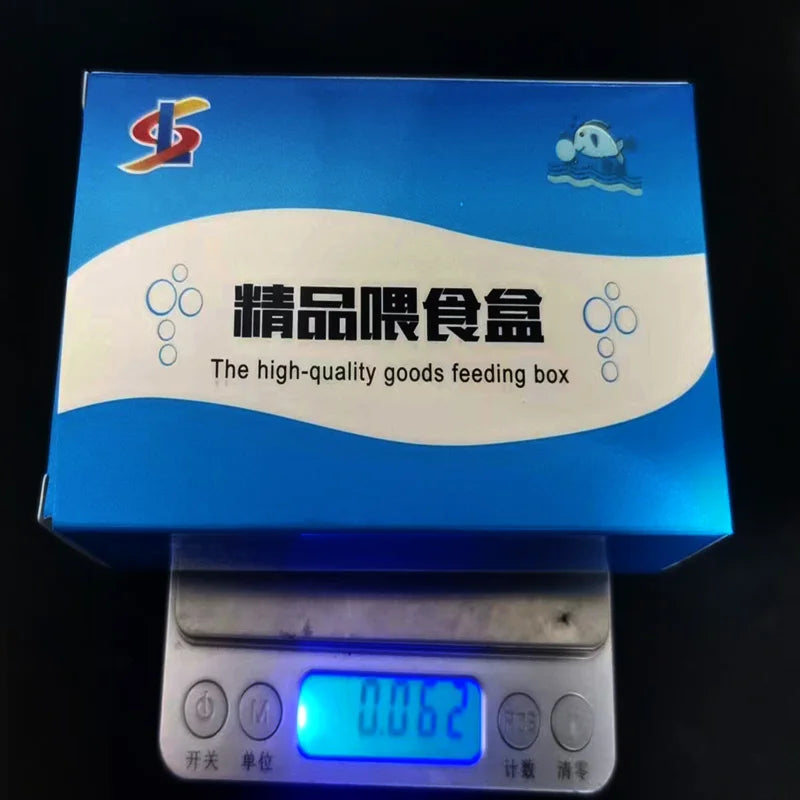 精品喂食盒
The high-quality goods feeding box
0.062
M
PCS
开关
单位
计数
清零